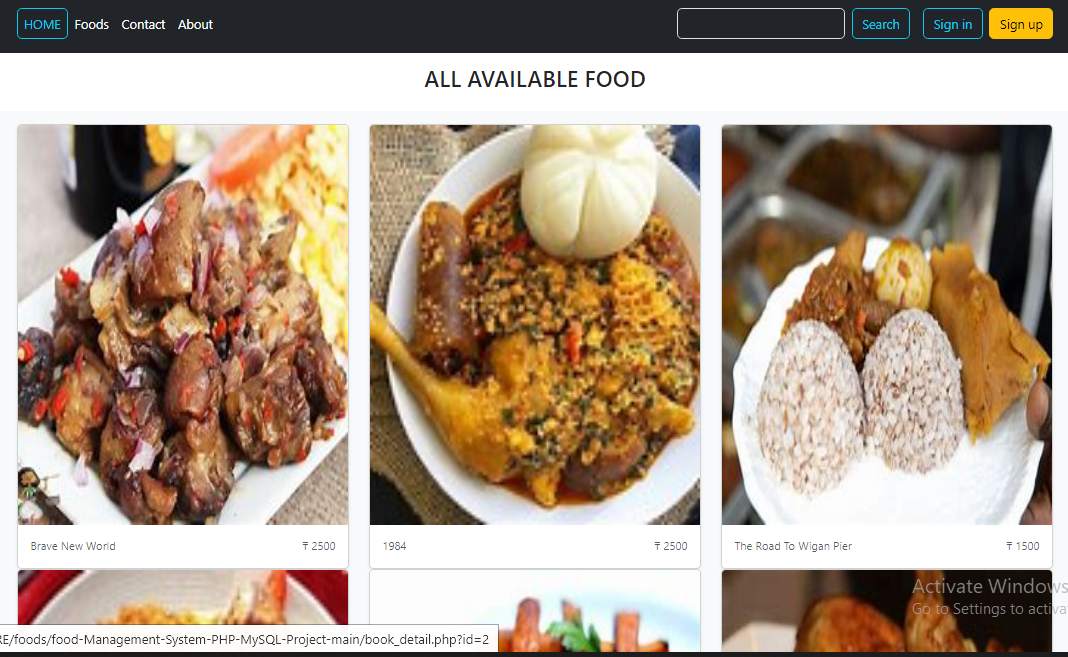 HOME Foods Contact About Search Sign in Sign up
ALL AVAILABLE FOOD
Brave New World ₸ 2500
1984 ₸ 2500
The Road To Wigan Pier ₸ 1500
Activate Windows
Go to Settings to activa
RE/foods/food-Management-System-PHP-MySQL-Project-main/book_detail.php?id=2